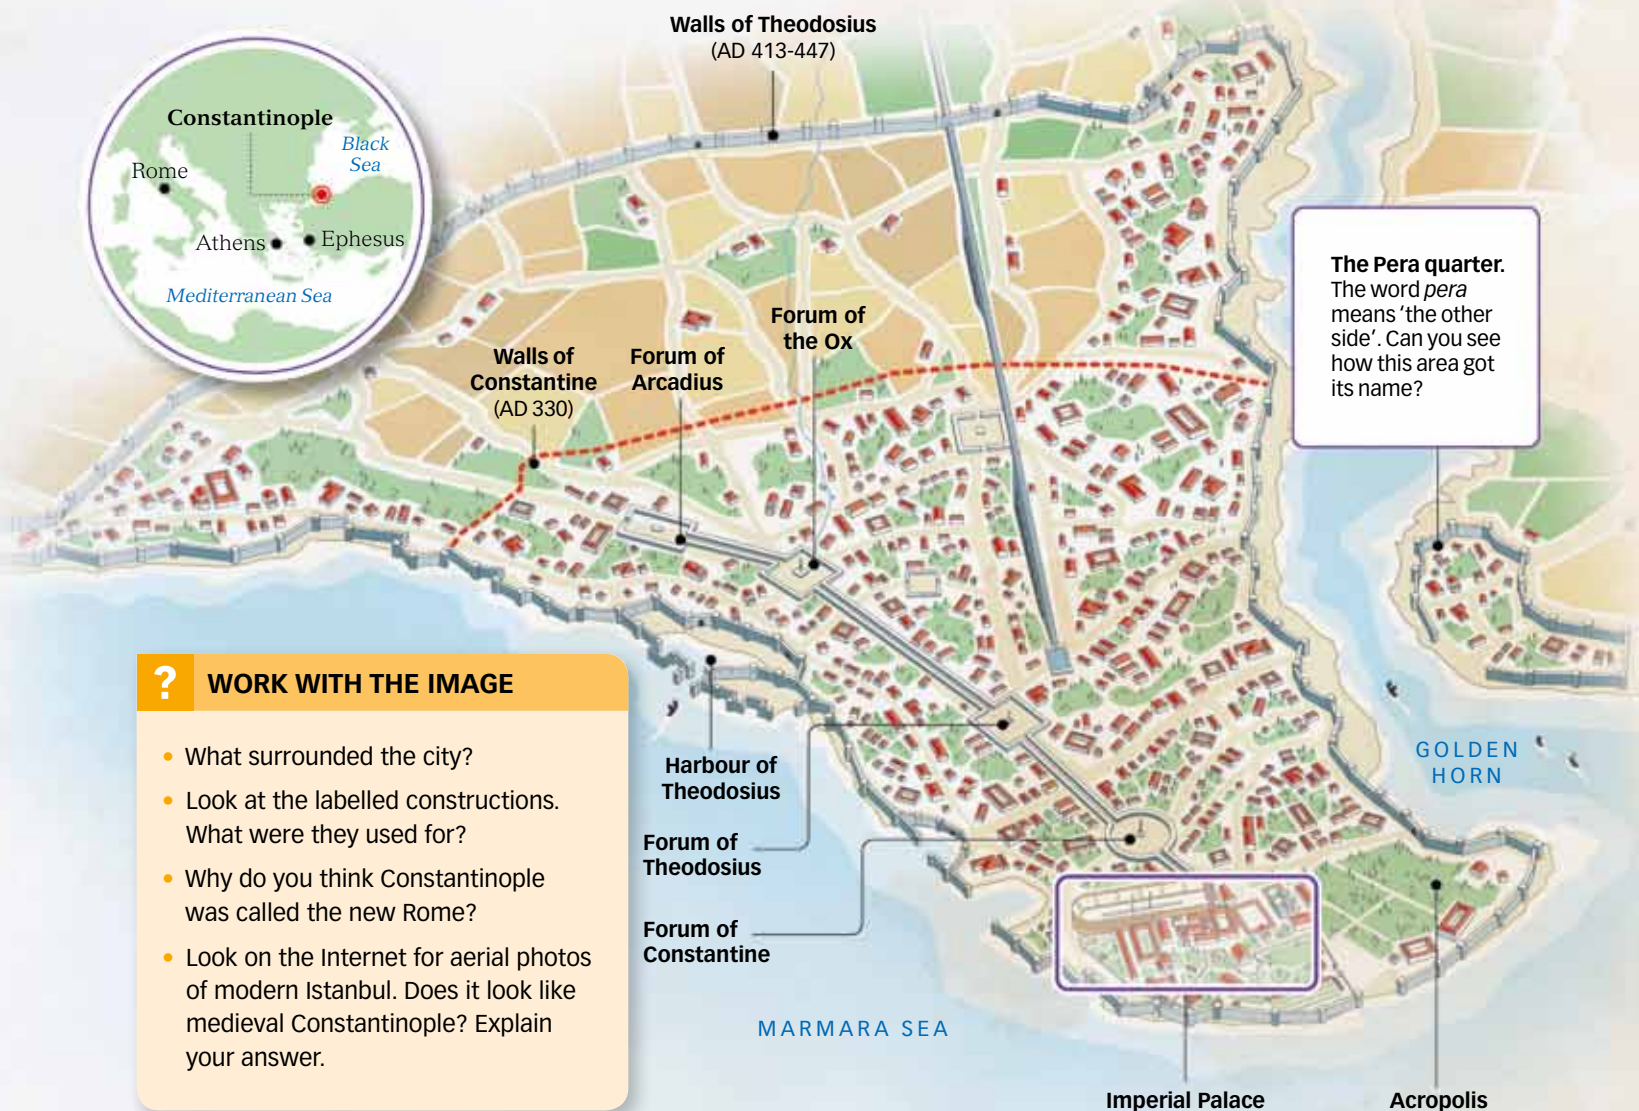 Walls of Theodosius
(AD 413-447)
Constantinople
Black
Sea
Rome
Athens
Ephesus
Mediterranean Sea
The Pera quarter.
The word pera
means ‘the other
side’. Can you see
how this area got
its name?
Forum of
the Ox
Walls of
Constantine
(AD 330)
Forum of
Arcadius
? WORK WITH THE IMAGE
• What surrounded the city?
• Look at the labelled constructions.
What were they used for?
• Why do you think Constantinople
was called the new Rome?
• Look on the Internet for aerial photos
of modern Istanbul. Does it look like
medieval Constantinople? Explain
your answer.
Harbour of
Theodosius
Forum of
Theodosius
Forum of
Constantine
GOLDEN
HORN
MARMARA SEA
Imperial Palace
Acropolis